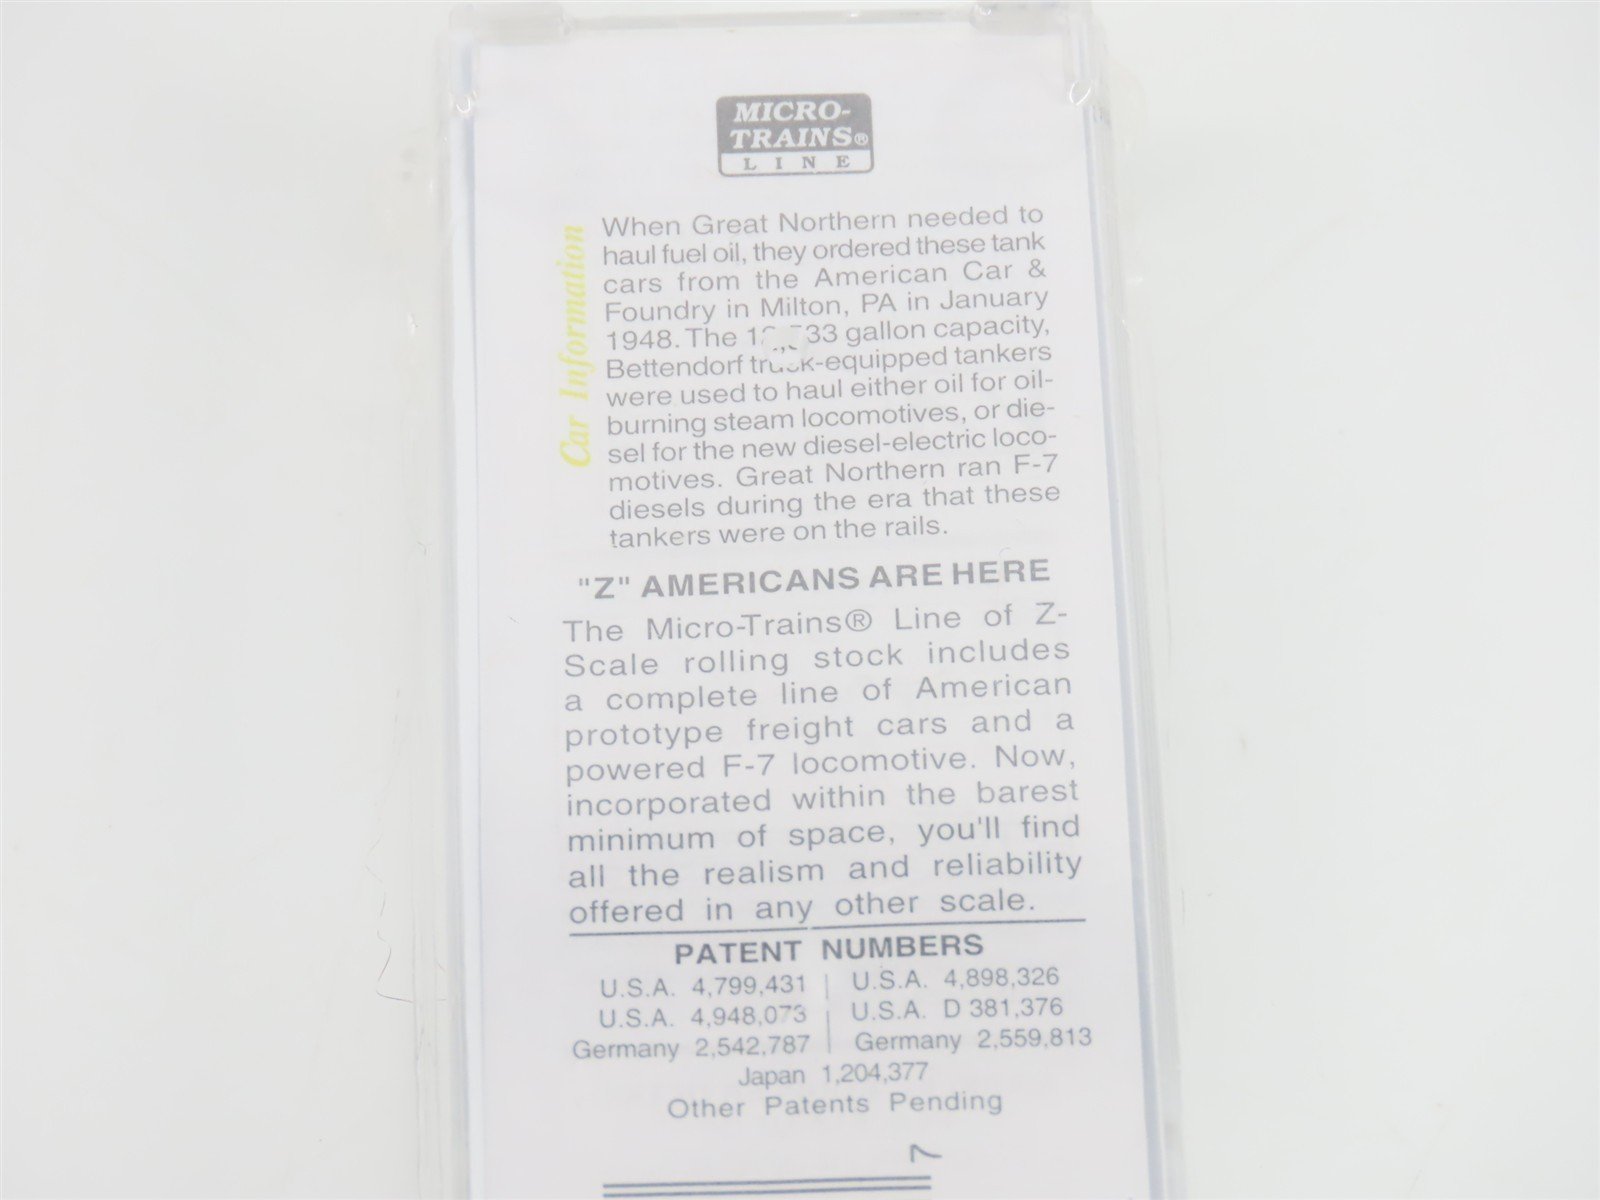 MICRO-
TRAINS®
LINE
Car Information
When Great Northern needed to
haul fuel oil, they ordered these tank
cars from the American Car &
Foundry in Milton, PA in January
1948. The gallon capacity,
Bettendorf truck-equipped tankers
were used to haul either oil for oil-
burning steam locomotives, or die-
sel for the new diesel-electric loco-
motives. Great Northern ran F-7
diesels during the era that these
tankers were on the rails.
"Z" AMERICANS ARE HERE
The Micro-Trains® Line of Z-
Scale rolling stock includes
a complete line of American
prototype freight cars and a
powered F-7 locomotive. Now,
incorporated within the barest
minimum of space, you'll find
all the realism and reliability
offered in any other scale.
PATENT NUMBERS
U.S.A. 4,799,431 | U.S.A. 4,898,326
U.S.A. 4,948,073 | U.S.A. D 381,376
Germany 2,542,787 | Germany 2,559,813
Japan 1,204,377
Other Patents Pending
7